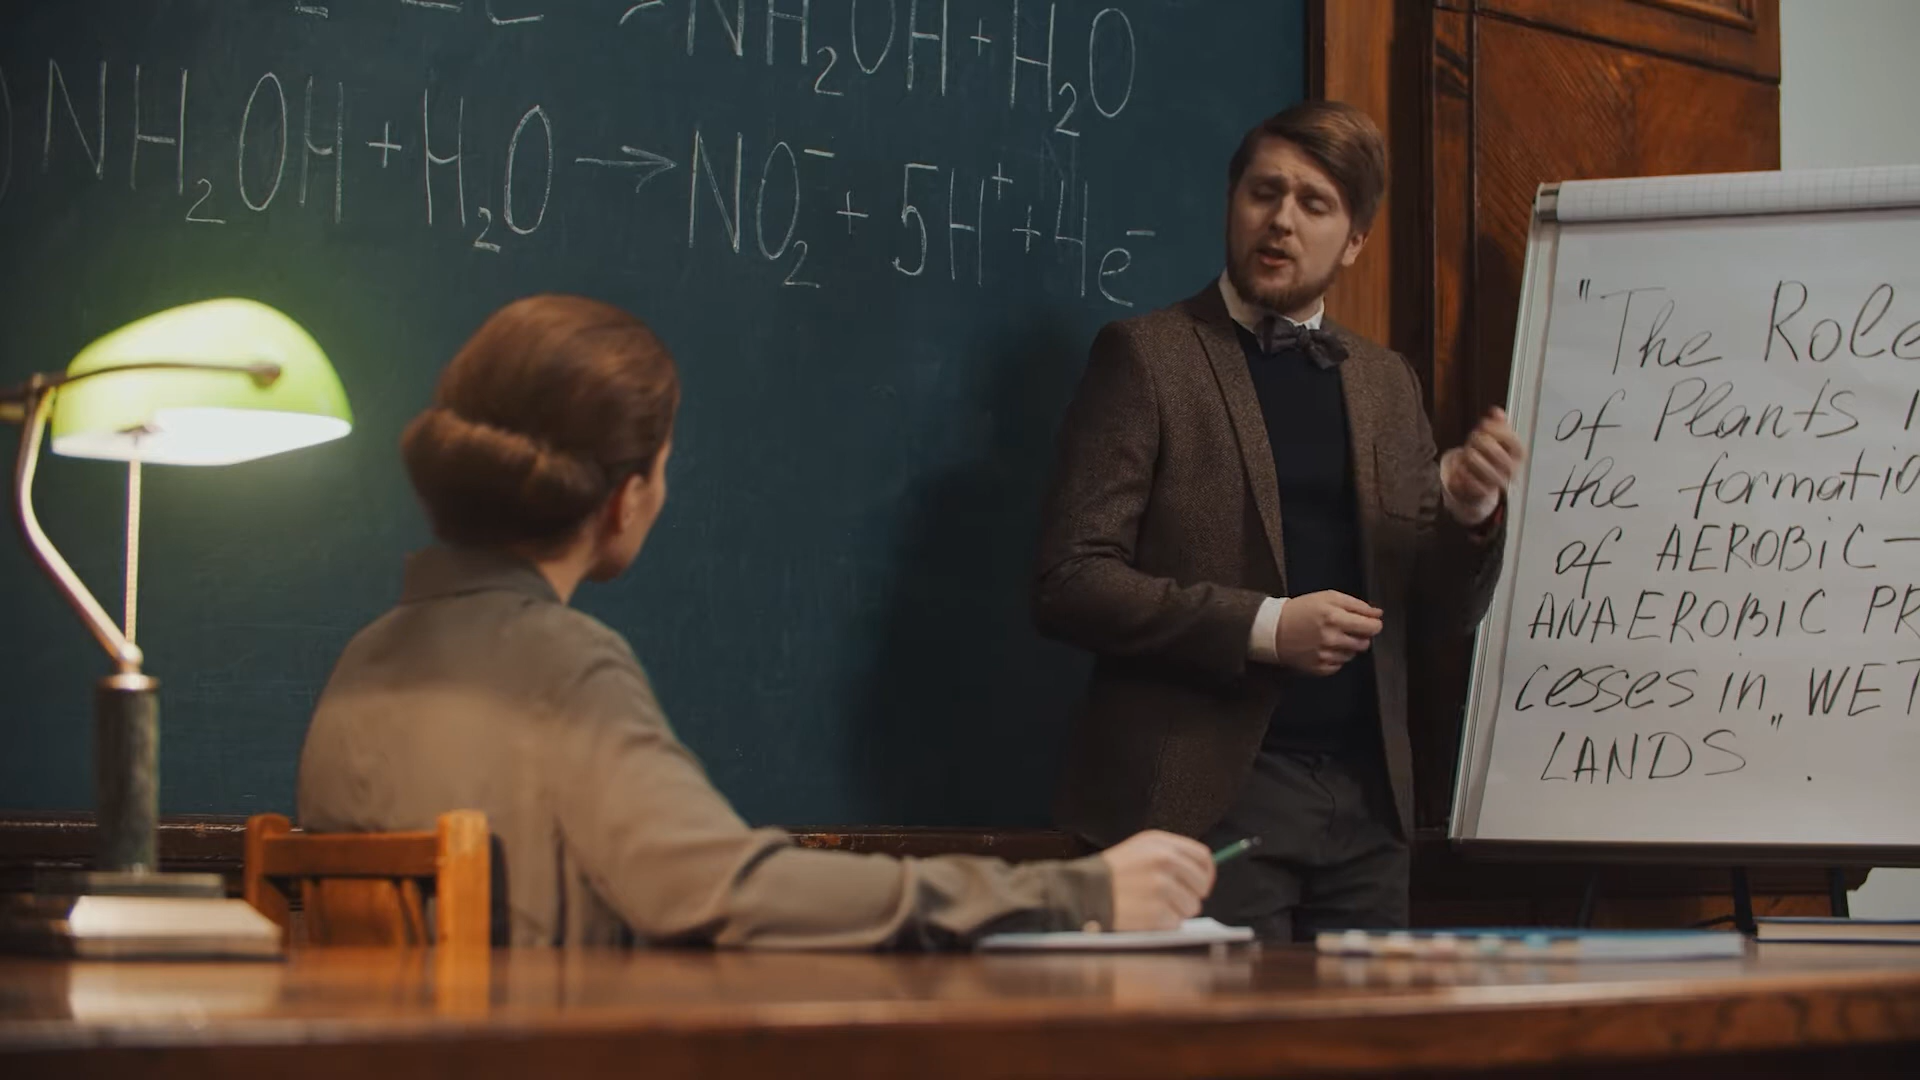 NH₂OH + H₂O
NH₂OH + H₂O → NO₂⁻ + 5H⁺ + 4e⁻
"The Role
of Plants
the formatio
of AEROBiC-
ANAEROBiC PR
cesses in WET
LANDS".